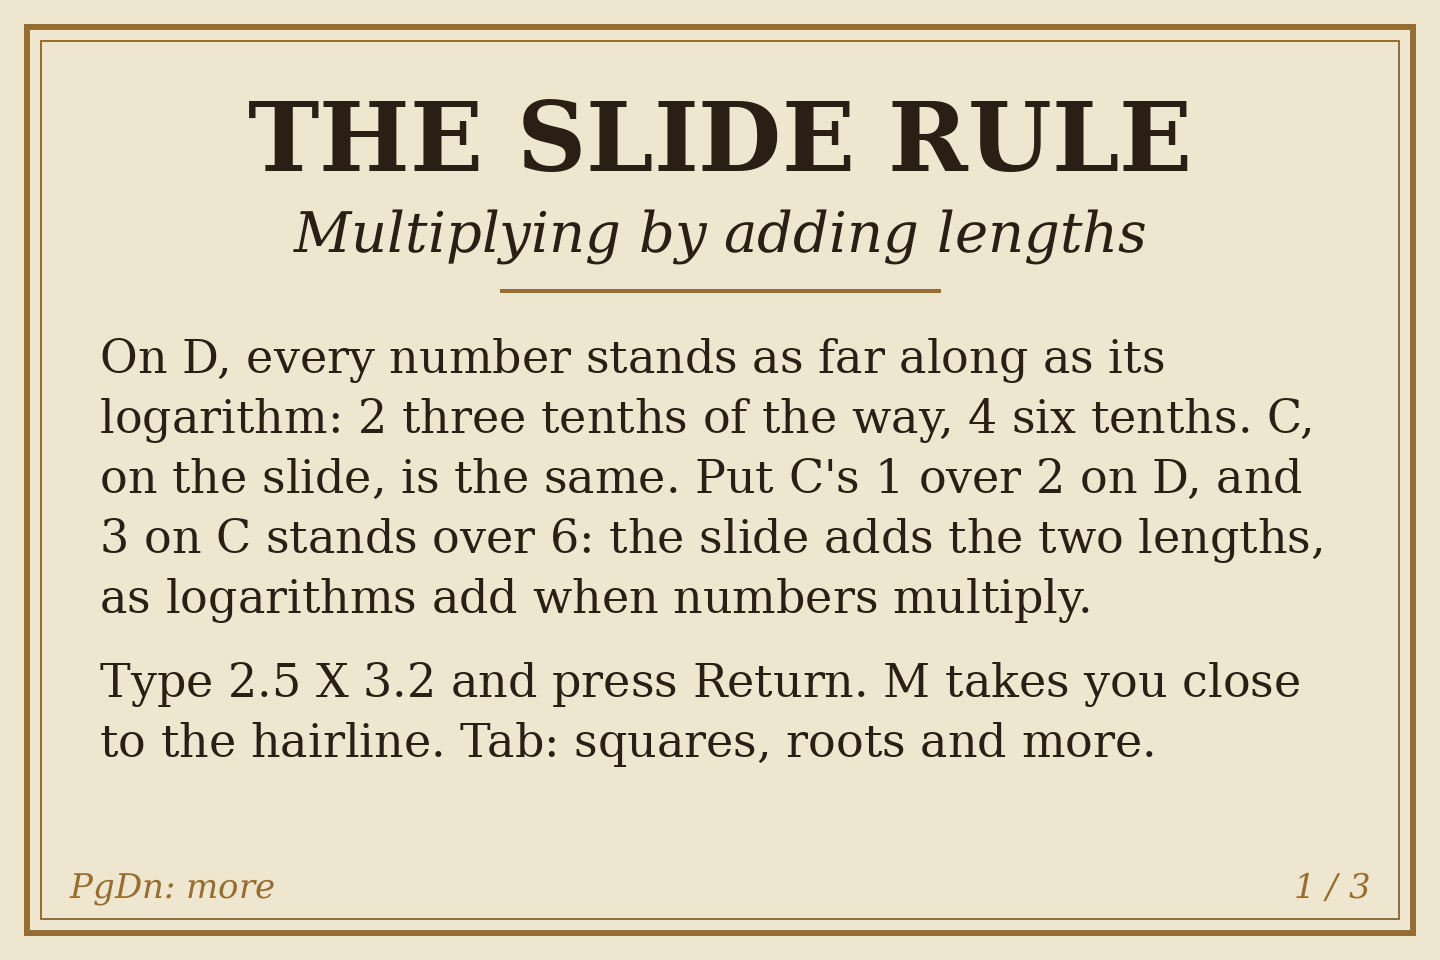 THE SLIDE RULE
Multiplying by adding lengths
On D, every number stands as far along as its
logarithm: 2 three tenths of the way, 4 six tenths. C,
on the slide, is the same. Put C's 1 over 2 on D, and
3 on C stands over 6: the slide adds the two lengths,
as logarithms add when numbers multiply.
Type 2.5 X 3.2 and press Return. M takes you close
to the hairline. Tab: squares, roots and more.
PgDn: more
1 / 3